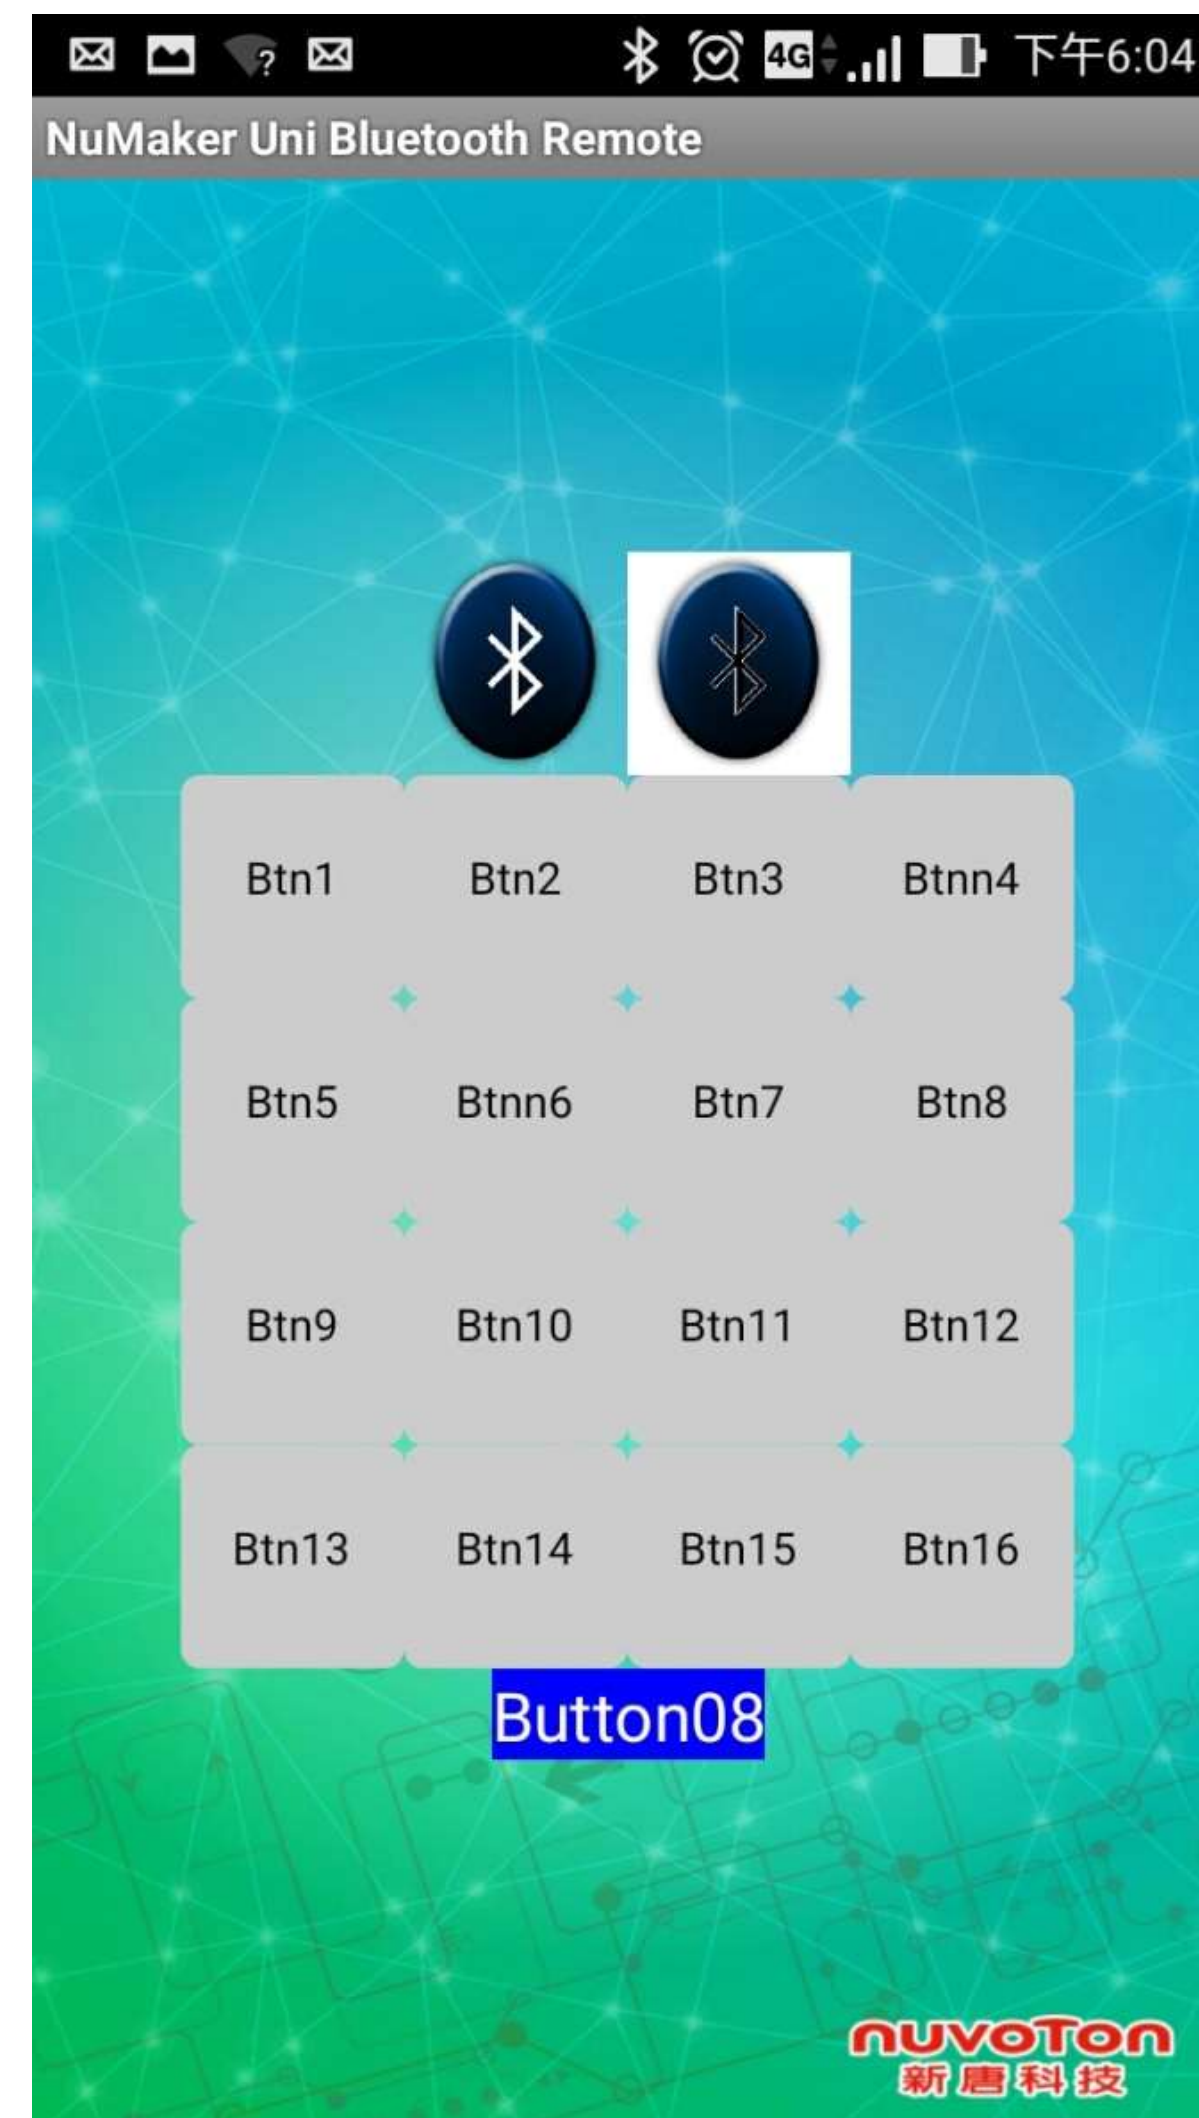 4G 下午6:04
NuMaker Uni Bluetooth Remote
Btn1 Btn2 Btn3 Btnn4
Btn5 Btnn6 Btn7 Btn8
Btn9 Btn10 Btn11 Btn12
Btn13 Btn14 Btn15 Btn16
Button08
nuvoTon
新唐科技